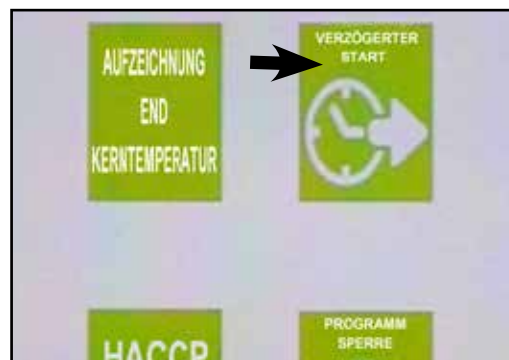 AUFZEICHNUNG
END
KERNTEMPERATUR
VERZÖGERTER
START
HACCP
PROGRAMM
SPERRE